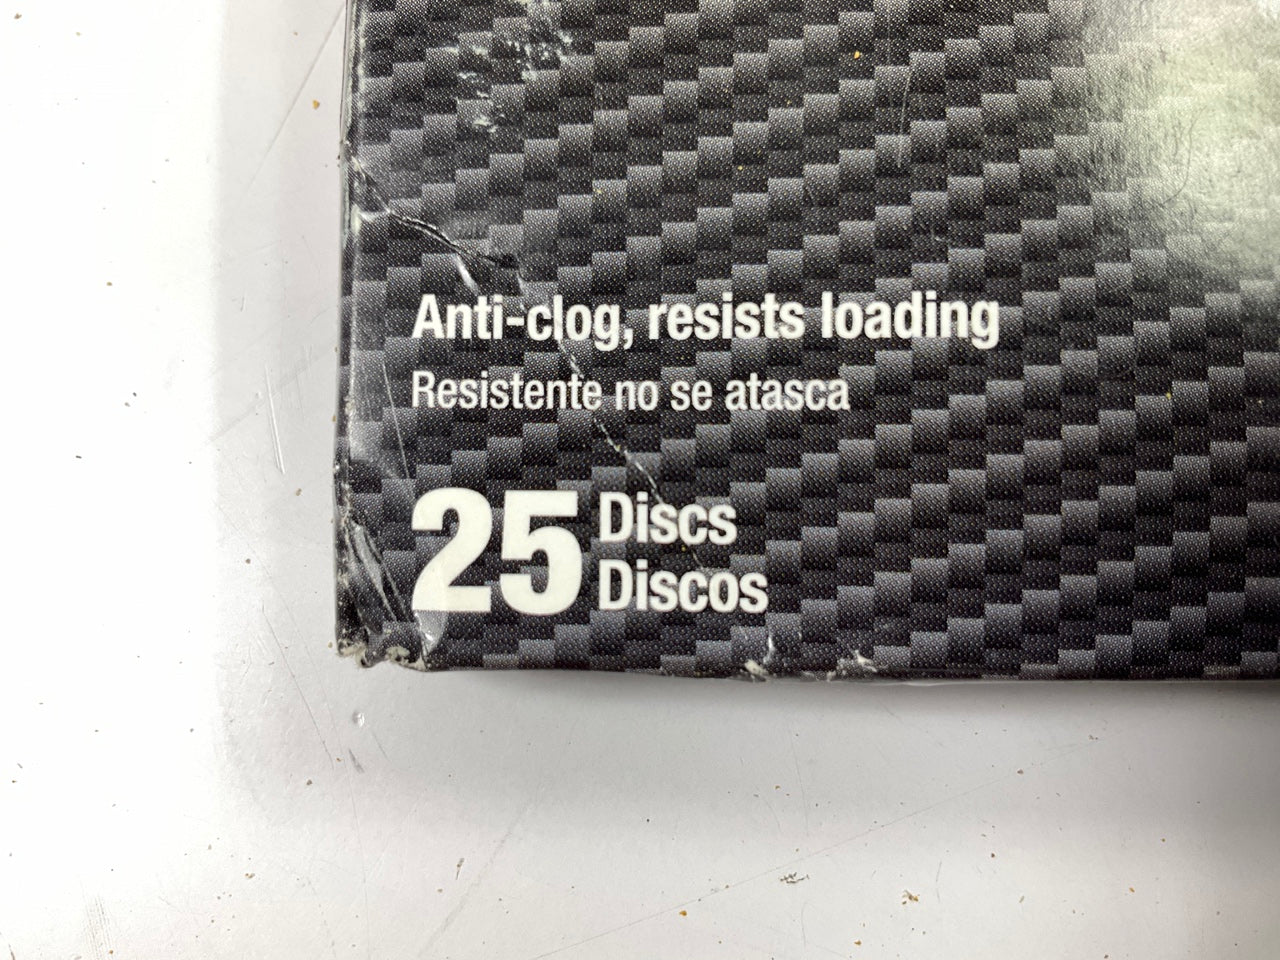 Anti-clog, resists loading
Resistente no se atasca
25 Discs
Discos